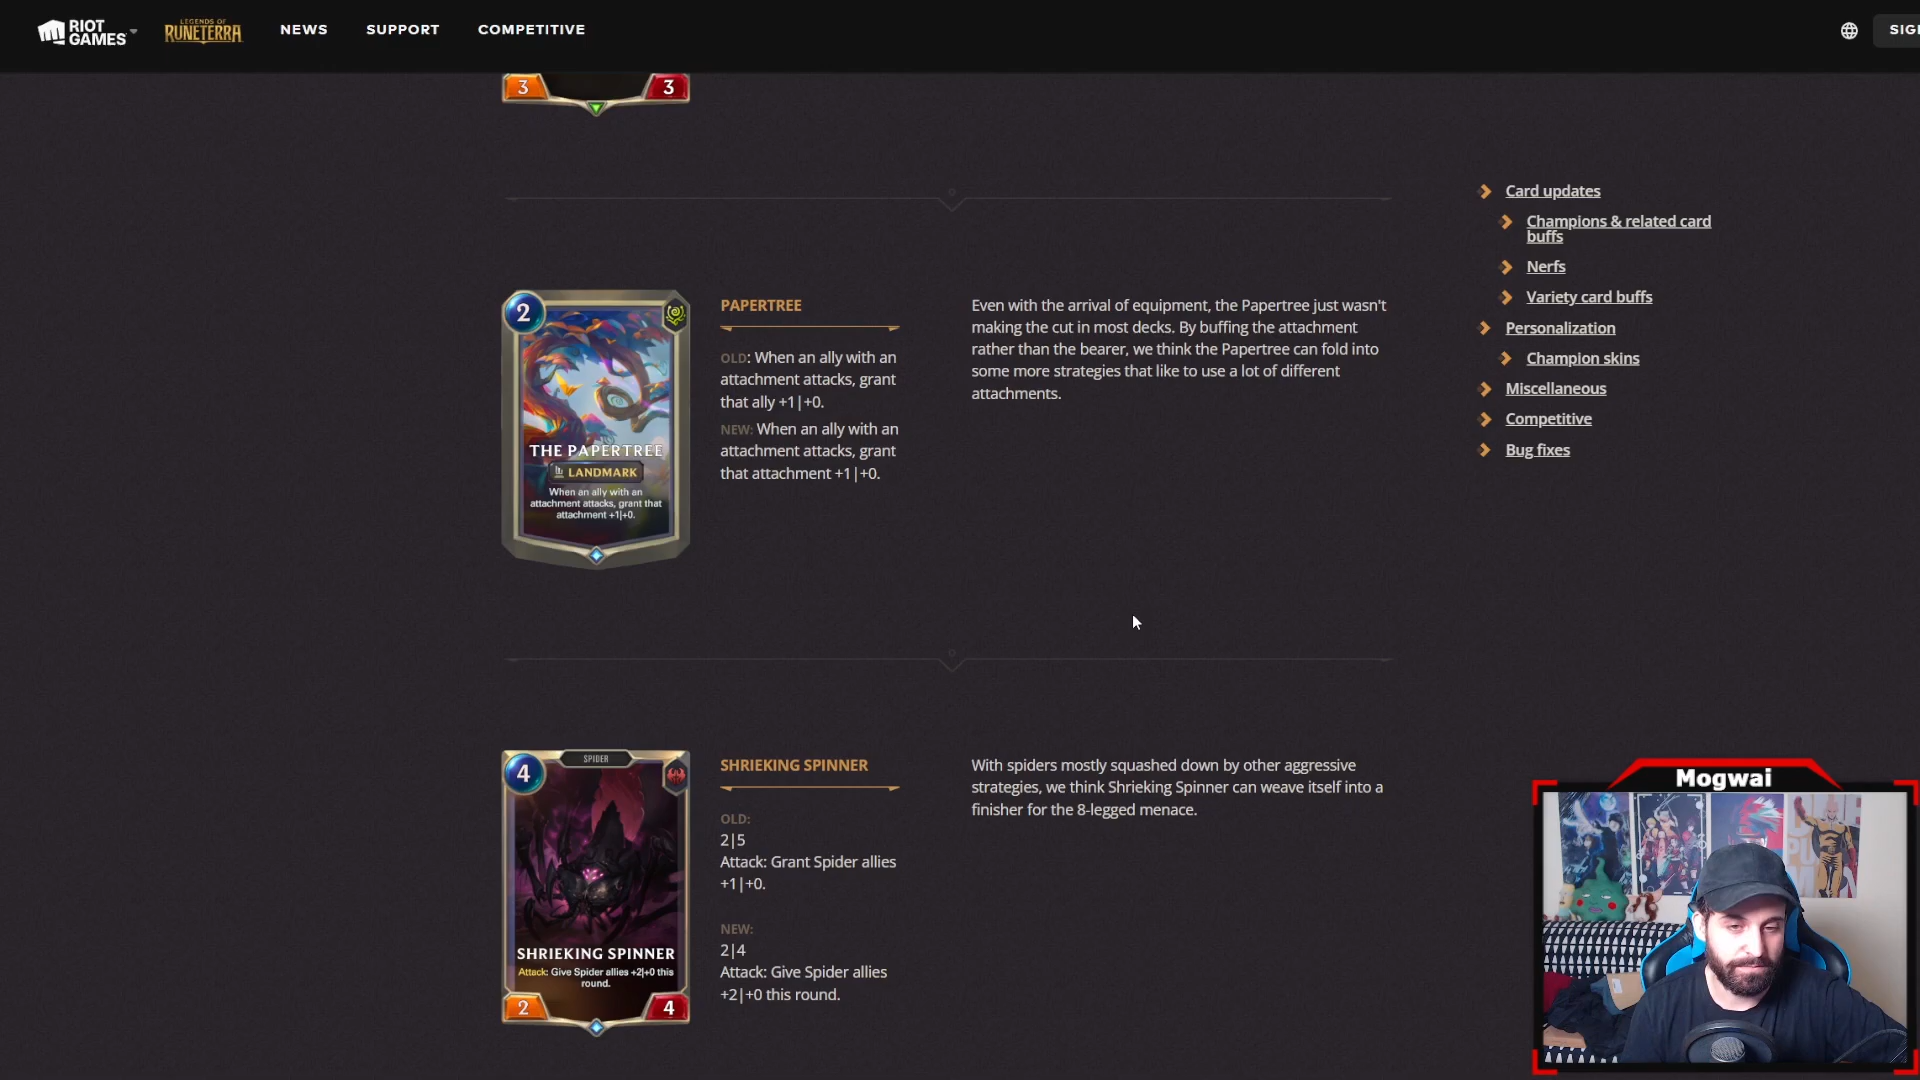 RIOT
GAMES
LEGENDS OF
RUNETERRA
NEWS
SUPPORT
COMPETITIVE
3
3
Card updates
Champions & related card
buffs
Nerfs
Variety card buffs
Personalization
Champion skins
Miscellaneous
Competitive
Bug fixes
2
THE PAPERTREE
LANDMARK
When an ally with an
attachment attacks, grant that
attachment +1|+0.
PAPERTREE
OLD: When an ally with an
attachment attacks, grant
that ally +1|+0.
NEW: When an ally with an
attachment attacks, grant
that attachment +1|+0.
Even with the arrival of equipment, the Papertree just wasn't
making the cut in most decks. By buffing the attachment
rather than the bearer, we think the Papertree can fold into
some more strategies that like to use a lot of different
attachments.
4
SPIDER
SHRIEKING SPINNER
Attack: Give Spider allies +2|+0 this
round.
2
4
SHRIEKING SPINNER
OLD:
2|5
Attack: Grant Spider allies
+1|+0.
NEW:
2|4
Attack: Give Spider allies
+2|+0 this round.
With spiders mostly squashed down by other aggressive
strategies, we think Shrieking Spinner can weave itself into a
finisher for the 8-legged menace.
Mogwai